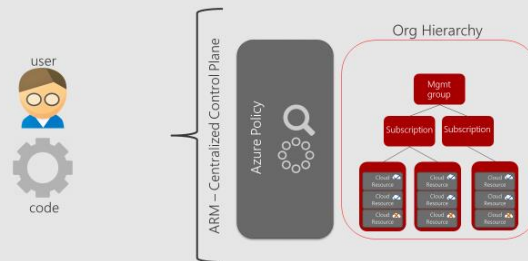 user
code
ARM – Centralized Control Plane
Azure Policy
Org Hierarchy
Mgmt
group
Subscription
Subscription
Cloud
Resource
Cloud
Resource
Cloud
Resource
Cloud
Resource
Cloud
Resource
Cloud
Resource
Cloud
Resource
Cloud
Resource
Cloud
Resource